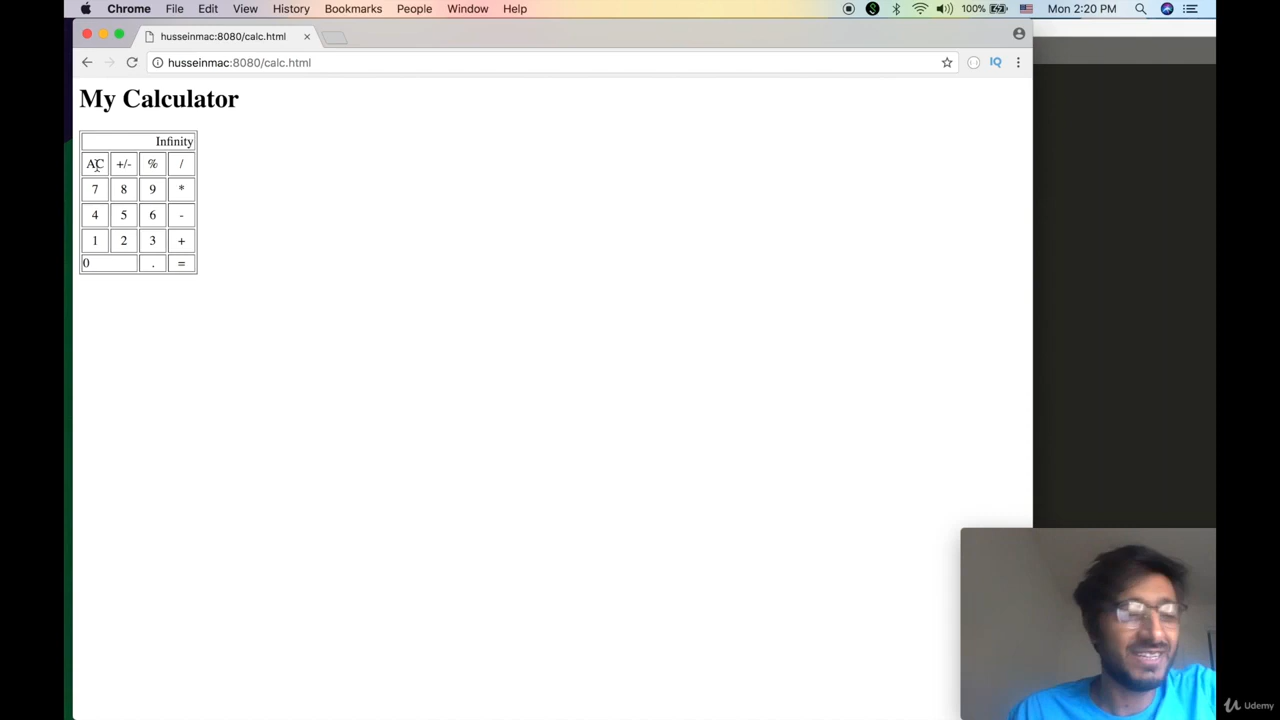 Chrome File Edit View History Bookmarks People Window Help 100% Mon 2:20 PM
husseinmac:8080/calc.html ×
husseinmac:8080/calc.html IQ
My Calculator
Infinity
AC +/- % /
7 8 9 *
4 5 6 -
1 2 3 +
0 . =
Udemy